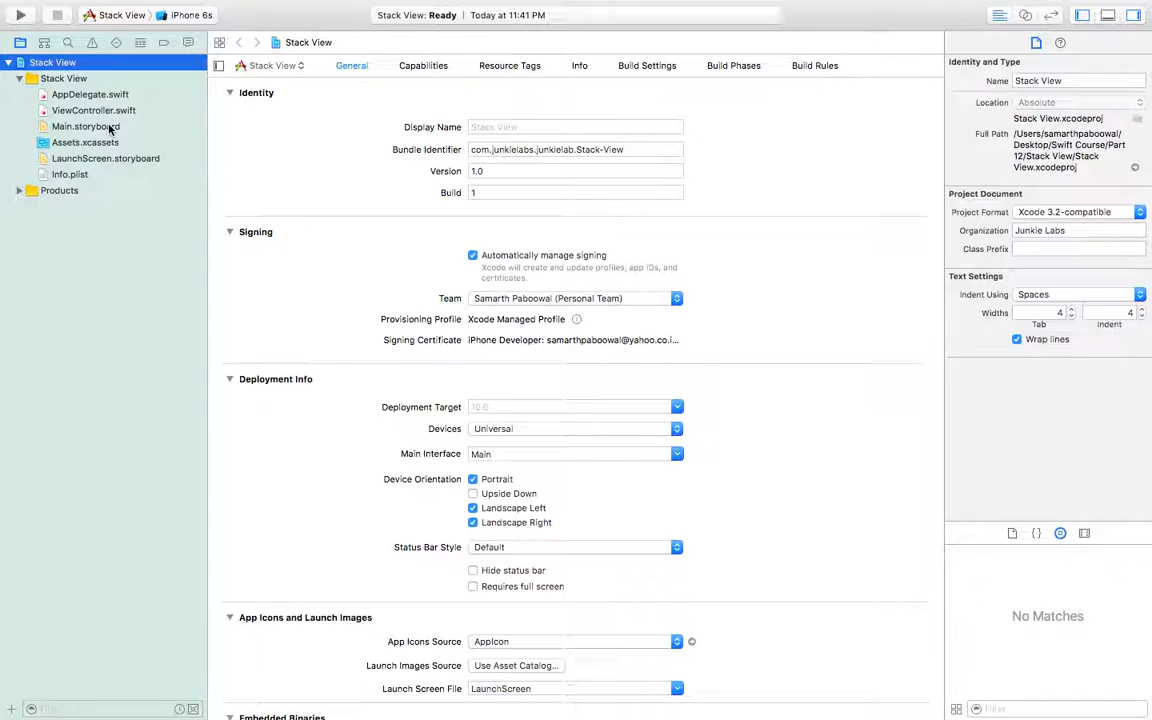 Stack View
iPhone 6s
Stack View: Ready
Today at 11:41 PM
Stack View
Stack View
AppDelegate.swift
ViewController.swift
Main.storyboard
Assets.xcassets
LaunchScreen.storyboard
Info.plist
Products
Filter
Stack View
Stack View
General
Capabilities
Resource Tags
Info
Build Settings
Build Phases
Build Rules
Identity
Display Name
Stack View
Bundle Identifier
com.junkielabs.junkielab.Stack-View
Version
1.0
Build
1
Signing
Automatically manage signing
Xcode will create and update profiles, app IDs, and
certificates.
Team
Samarth Paboowal (Personal Team)
Provisioning Profile
Xcode Managed Profile
Signing Certificate
iPhone Developer: samarthpaboowal@yahoo.co.i...
Deployment Info
Deployment Target
10.0
Devices
Universal
Main Interface
Main
Device Orientation
Portrait
Upside Down
Landscape Left
Landscape Right
Status Bar Style
Default
Hide status bar
Requires full screen
App Icons and Launch Images
App Icons Source
AppIcon
Launch Images Source
Use Asset Catalog...
Launch Screen File
LaunchScreen
Embedded Binaries
Identity and Type
Name
Stack View
Location
Absolute
Stack View.xcodeproj
Full Path
/Users/samarthpaboowal/
Desktop/Swift Course/Part
12/Stack View/Stack
View.xcodeproj
Project Document
Project Format
Xcode 3.2-compatible
Organization
Junkie Labs
Class Prefix
Text Settings
Indent Using
Spaces
Widths
4
4
Tab
Indent
Wrap lines
{ }
No Matches
Filter